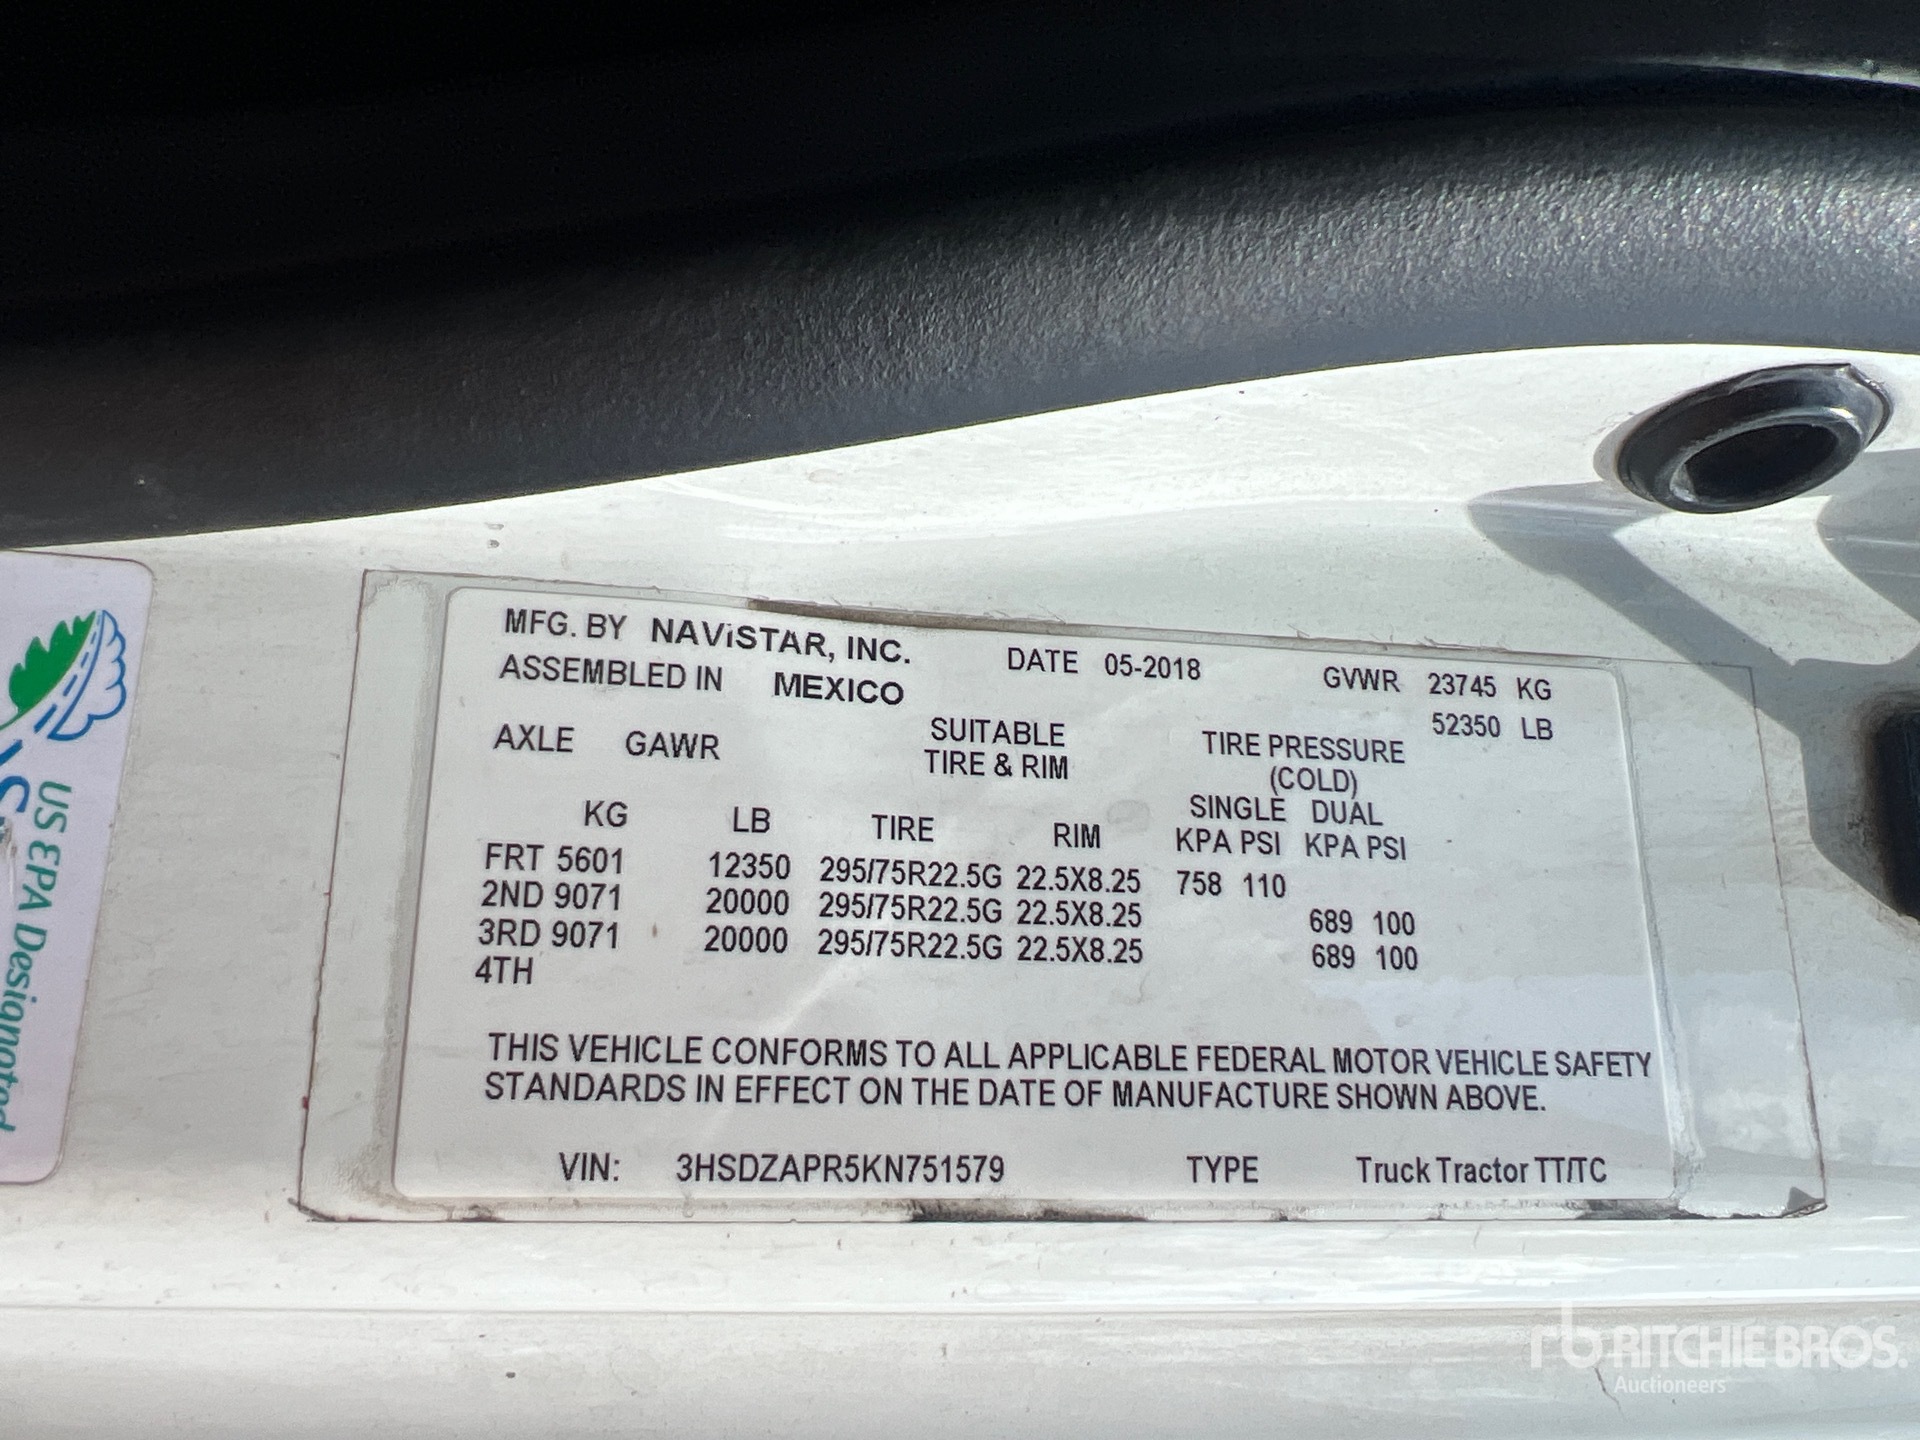 MFG. BY NAViSTAR, INC. DATE 05-2018 GVWR 23745 KG
ASSEMBLED IN MEXICO 52350 LB
AXLE GAWR SUITABLE TIRE PRESSURE
TIRE & RIM (COLD)
SINGLE DUAL
KG LB TIRE RIM KPA PSI KPA PSI
FRT 5601 12350 295/75R22.5G 22.5X8.25 758 110
2ND 9071 20000 295/75R22.5G 22.5X8.25 689 100
3RD 9071 20000 295/75R22.5G 22.5X8.25 689 100
4TH
THIS VEHICLE CONFORMS TO ALL APPLICABLE FEDERAL MOTOR VEHICLE SAFETY
STANDARDS IN EFFECT ON THE DATE OF MANUFACTURE SHOWN ABOVE.
VIN: 3HSDZAPR5KN751579 TYPE Truck Tractor TT/TC
US EPA Designated
rb RITCHIE BROS.
Auctioneers